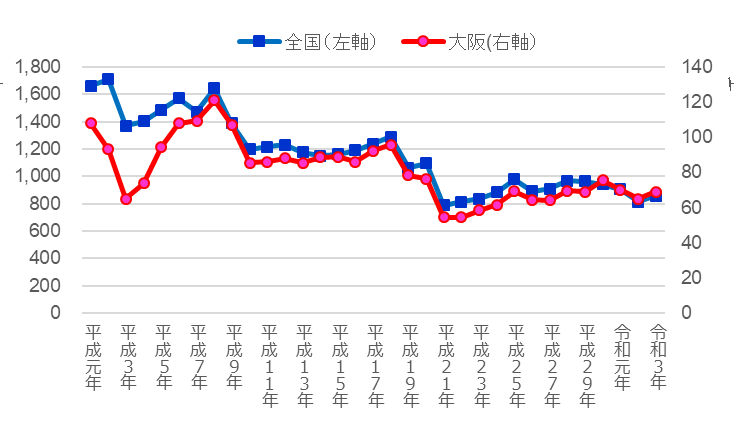 全国（左軸） 大阪(右軸）
1,800
1,600
1,400
1,200
1,000
800
600
400
200
0
140
120
100
80
60
40
20
0
平成元年
平成3年
平成5年
平成7年
平成9年
平成11年
平成13年
平成15年
平成17年
平成19年
平成21年
平成23年
平成25年
平成27年
平成29年
令和元年
令和3年